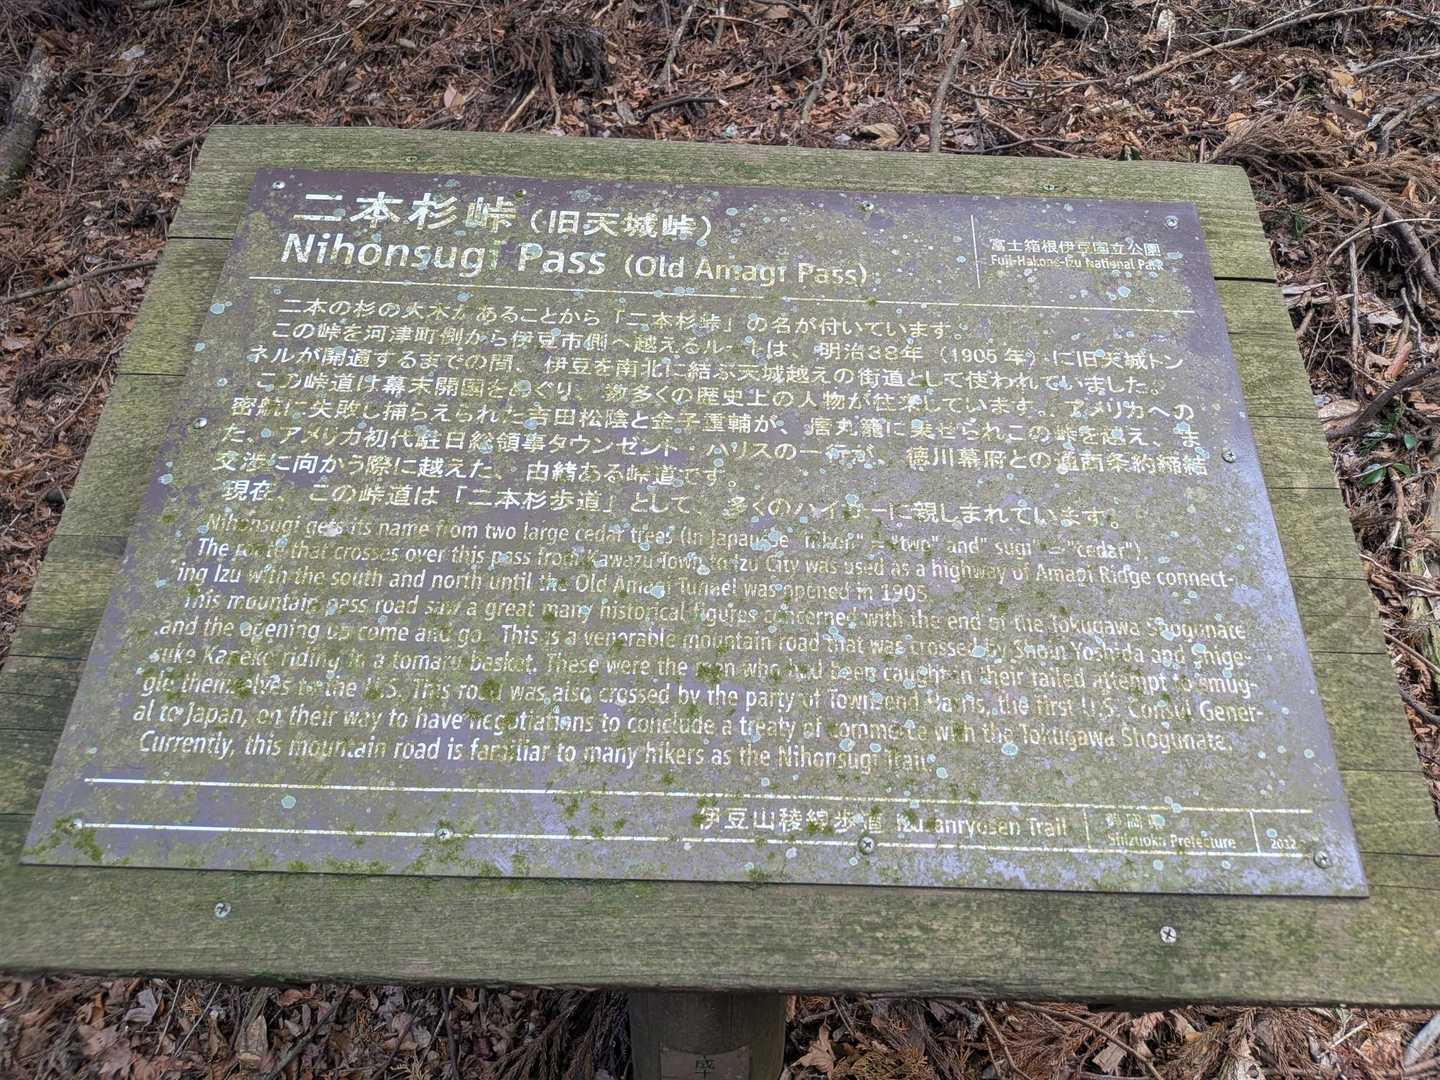 二本杉峠（旧天城峠）
Nihonsugi Pass (Old Amagi Pass)
富士箱根伊豆国立公園
Fuji-Hakone-Izu National Park
二本の杉の大木があることから「二本杉峠」の名が付いています。
この峠を河津町側から伊豆市側へ越えるルートは、明治38年（1905年）に旧天城トン
ネルが開通するまでの間、伊豆を南北に結ぶ天城越えの街道として使われていました。
この峠道は幕末開国をめぐり、数多くの歴史上の人物が往来しています。アメリカへの
密航に失敗し捕らえられた吉田松陰と金子重輔が、唐丸籠に乗せられこの峠を越え、ま
た、アメリカ初代駐日総領事タウンゼント・ハリスの一行が、徳川幕府との通商条約締結
交渉に向かう際に越えた、由緒ある峠道です。
現在、この峠道は「二本杉歩道」として、多くのハイカーに親しまれています。
Nihonsugi gets its name from two large cedar trees (in Japanese "nihon" = "two" and" sugi" = "cedar").
The route that crosses over this pass from Kawazu Town to Izu City was used as a highway of Amagi Ridge connect-
ing Izu with the south and north until the Old Amagi Tunnel was opened in 1905.
This mountain pass road saw a great many historical figures concerned with the end of the Tokugawa Shogunate
and the opening up come and go. This is a venerable mountain road that was crossed by Shoin Yoshida and Shige-
suke Kaneko riding in a tomaru basket. These were the men who had been caught in their failed attempt to smug-
gle themselves to the U.S. This road was also crossed by the party of Townsend Harris, the first U.S. Consul Gener-
al to Japan, on their way to have negotiations to conclude a treaty of commerce with the Tokugawa Shogunate.
Currently, this mountain road is familiar to many hikers as the Nihonsugi Trail.
伊豆山稜線歩道 Izusanryosen Trail
静岡県
Shizuoka Prefecture
2012